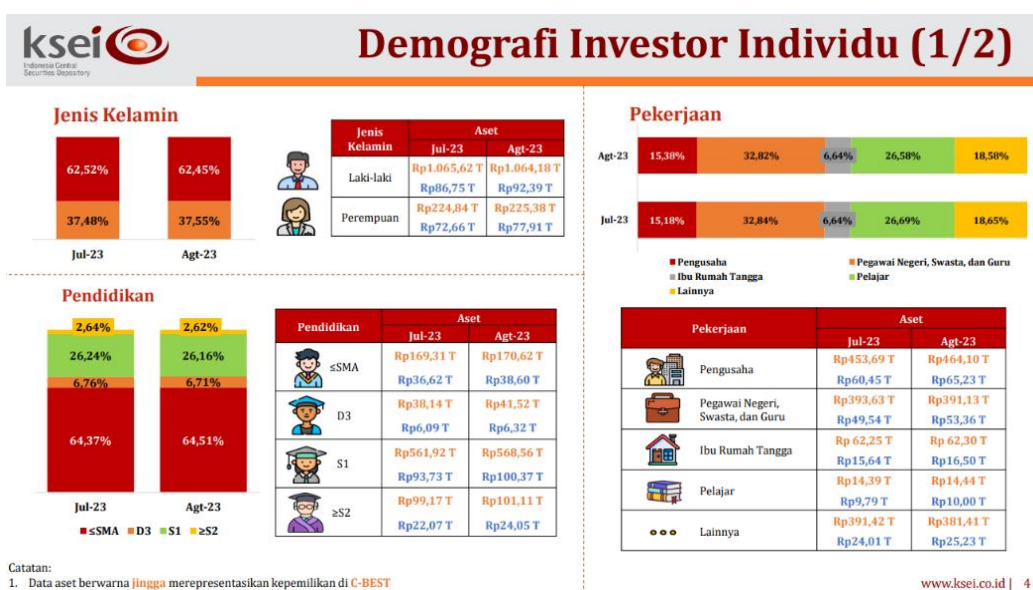 ksei
Indonesia Central
Securities Depository
Demografi Investor Individu (1/2)
Jenis Kelamin
62,52%
62,45%
37,48%
37,55%
Jul-23
Agt-23
Jenis Kelamin
Aset
Jul-23
Agt-23
Laki-laki
Rp1.065,62 T
Rp1.064,18 T
Rp86,75 T
Rp92,39 T
Perempuan
Rp224,84 T
Rp225,38 T
Rp72,66 T
Rp77,91 T
Pendidikan
2,64%
2,62%
26,24%
26,16%
6,76%
6,71%
64,37%
64,51%
Jul-23
Agt-23
≤SMA
D3
S1
≥S2
Pendidikan
Aset
Jul-23
Agt-23
≤SMA
Rp169,31 T
Rp170,62 T
Rp36,62 T
Rp38,60 T
D3
Rp38,14 T
Rp41,52 T
Rp6,09 T
Rp6,32 T
S1
Rp561,92 T
Rp568,56 T
Rp93,73 T
Rp100,37 T
≥S2
Rp99,17 T
Rp101,11 T
Rp22,07 T
Rp24,05 T
Pekerjaan
Agt-23
15,38%
32,82%
6,64%
26,58%
18,58%
Jul-23
15,18%
32,84%
6,64%
26,69%
18,65%
Pengusaha
Pegawai Negeri, Swasta, dan Guru
Ibu Rumah Tangga
Pelajar
Lainnya
Pekerjaan
Aset
Jul-23
Agt-23
Pengusaha
Rp453,69 T
Rp464,10 T
Rp60,45 T
Rp65,23 T
Pegawai Negeri,
Swasta, dan Guru
Rp393,63 T
Rp391,13 T
Rp49,54 T
Rp53,36 T
Ibu Rumah Tangga
Rp 62,25 T
Rp 62,30 T
Rp15,64 T
Rp16,50 T
Pelajar
Rp14,39 T
Rp14,44 T
Rp9,79 T
Rp10,00 T
Lainnya
Rp391,42 T
Rp381,41 T
Rp24,01 T
Rp25,23 T
Catatan:
1. Data aset berwarna jingga merepresentasikan kepemilikan di C-BEST
www.ksei.co.id | 4